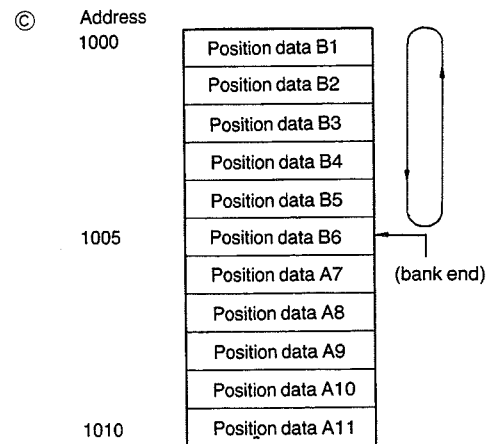 Ⓒ Address
1000 Position data B1
Position data B2
Position data B3
Position data B4
Position data B5
1005 Position data B6
(bank end)
Position data A7
Position data A8
Position data A9
Position data A10
1010 Position data A11